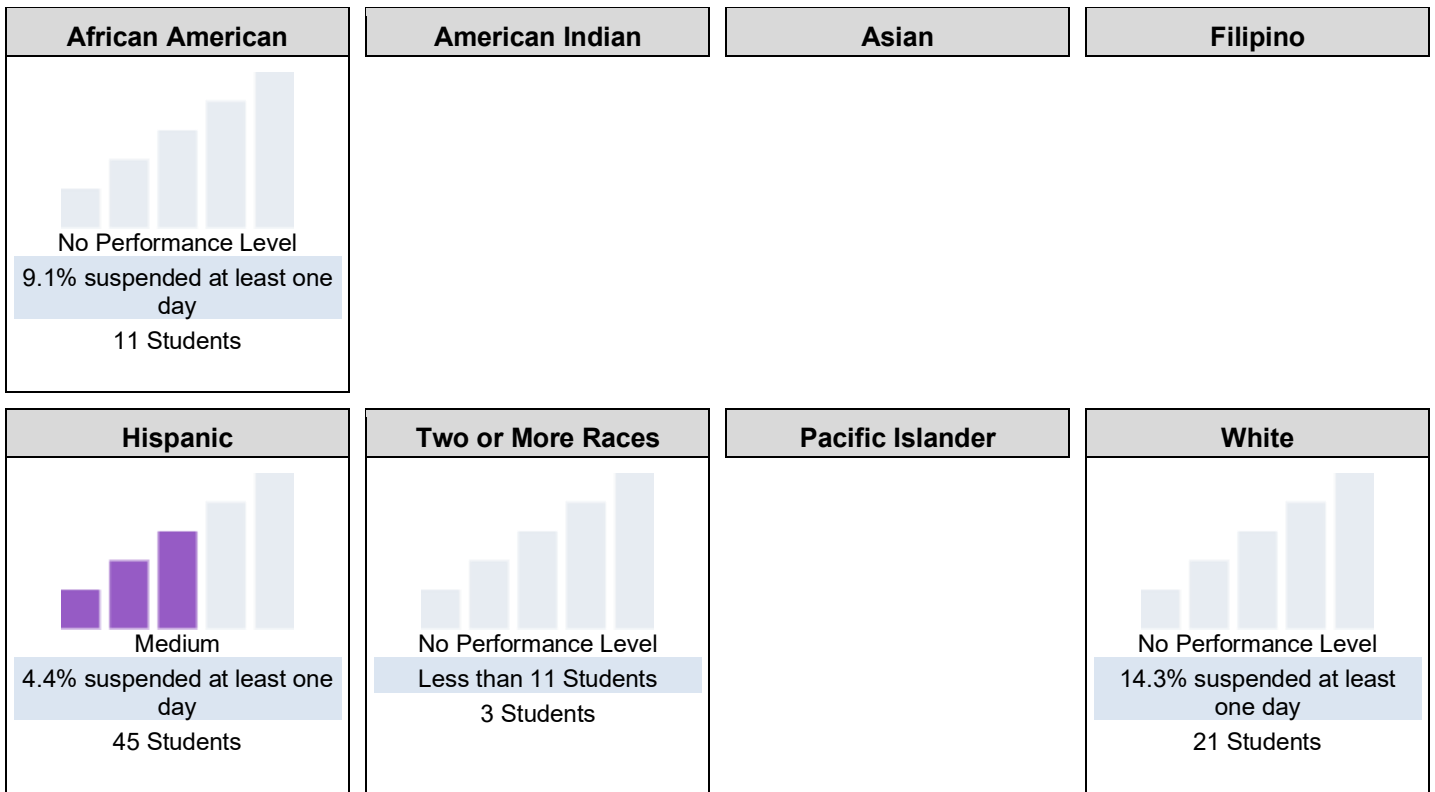 African American
American Indian
Asian
Filipino
No Performance Level
9.1% suspended at least one
day
11 Students
Hispanic
Two or More Races
Pacific Islander
White
Medium
4.4% suspended at least one
day
45 Students
No Performance Level
Less than 11 Students
3 Students
No Performance Level
14.3% suspended at least
one day
21 Students